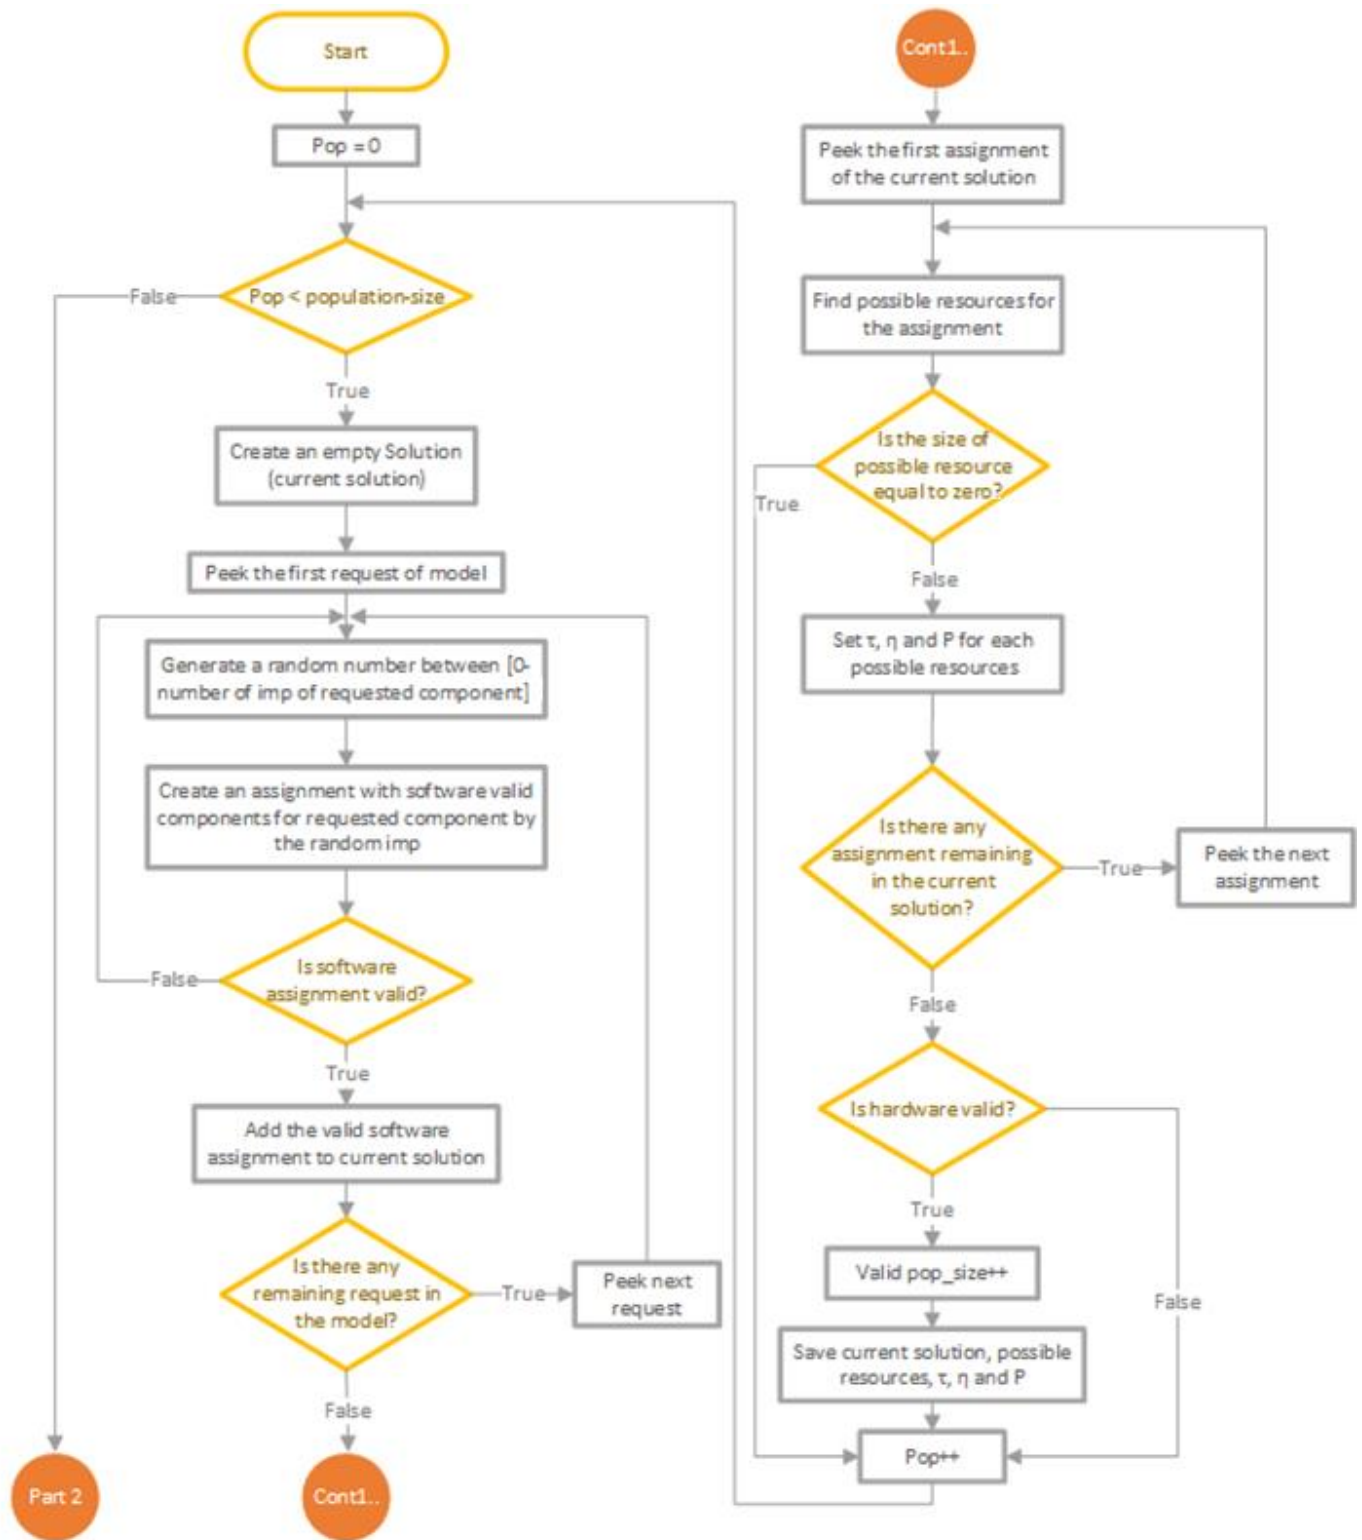 Start
Pop = 0
Pop < population-size
False
True
Create an empty Solution
(current solution)
Peek the first request of model
Generate a random number between [0-
number of imp of requested component]
Create an assignment with software valid
components for requested component by
the random imp
Is software
assignment valid?
False
True
Add the valid software
assignment to current solution
Is there any
remaining request in
the model?
True
Peek next
request
False
Part 2
Cont1..
Cont1..
Peek the first assignment
of the current solution
Find possible resources for
the assignment
Is the size of
possible resource
equal to zero?
True
False
Set τ, η and P for each
possible resources
Is there any
assignment remaining
in the current
solution?
True
Peek the next
assignment
False
Is hardware valid?
True
False
Valid pop_size++
Save current solution, possible
resources, τ, η and P
Pop++